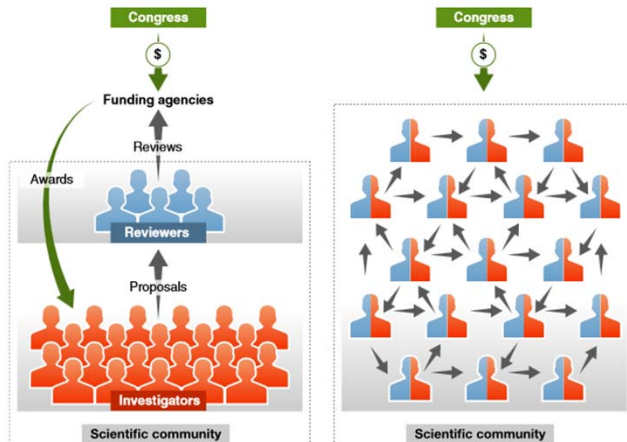 Congress
$
Funding agencies
Reviews
Awards
Reviewers
Proposals
Investigators
Scientific community
Congress
$
Scientific community